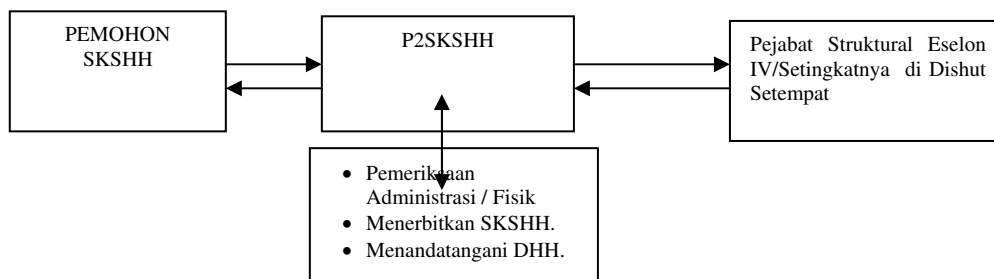 PEMOHON
SKSHH
P2SKSHH
Pejabat Struktural Eselon
IV/Setingkatnya di Dishut
Setempat
• Pemeriksaan
Administrasi / Fisik
• Menerbitkan SKSHH.
• Menandatangani DHH.